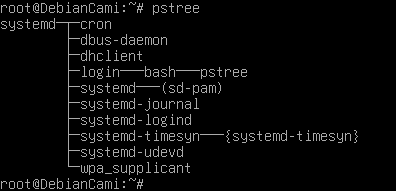 root@DebianCami:~# pstree
systemd─┬─cron
        ├─dbus-daemon
        ├─dhclient
        ├─login───bash───pstree
        ├─systemd───(sd-pam)
        ├─systemd-journal
        ├─systemd-logind
        ├─systemd-timesyn───{systemd-timesyn}
        ├─systemd-udevd
        └─wpa_supplicant
root@DebianCami:~#